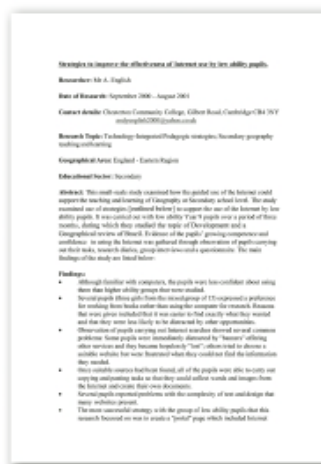 Strategies to improve the effectiveness of Internet use by low ability pupils.
Researcher: Mr A. English
Date of Research: September 2000 - August 2001
Contact details: Chesterton Community College, Gilbert Road, Cambridge CB4 3NY
Research Topic: Technology-Integrated Pedagogic strategies; Secondary geography
teaching and learning
Geographical Area: England - Eastern Region
Educational Sector: Secondary
Abstract: This small-scale study examined how the guided use of the Internet could
support the teaching and learning of Geography at Secondary school level. The study
examined use of strategies [outlined below] to support the use of the Internet by low
ability pupils. It was carried out with low ability Year 9 pupils over a period of three
months, during which they studied the topic of Development and a
Geographical review of Brazil. Evidence of the pupils' growing competence and
confidence in using the Internet was gathered through observation of pupils carrying
out their tasks, research diaries, group interviews and a questionnaire. The main
findings of the study are listed below.
Findings:
• Although familiar with computers, the pupils were less confident about using
them than higher ability groups there were studied.
• Several pupils (three girls from the mixed group of 15) expressed a preference
for working from books rather than using the computer for research. Reasons
that were given included that it was easier to find exactly what they wanted
and that they were less likely to be distracted by other opportunities.
• Observation of pupils carrying out Internet searches showed several common
problems: Some pupils were immediately distracted by "banners" offering
other services and they became hopelessly "lost"; others tried to choose a
suitable website but were frustrated when they could not find the information
they needed.
• Once suitable sources had been found, all of the pupils were able to carry out
copying and pasting tasks so that they could collect words and images from
the Internet and create their own documents.
• Several pupils reported problems with the complexity of text and design that
many websites present.
• The most successful strategy with the group of low ability pupils that this
research focused on was to create a "portal" page which included Internal